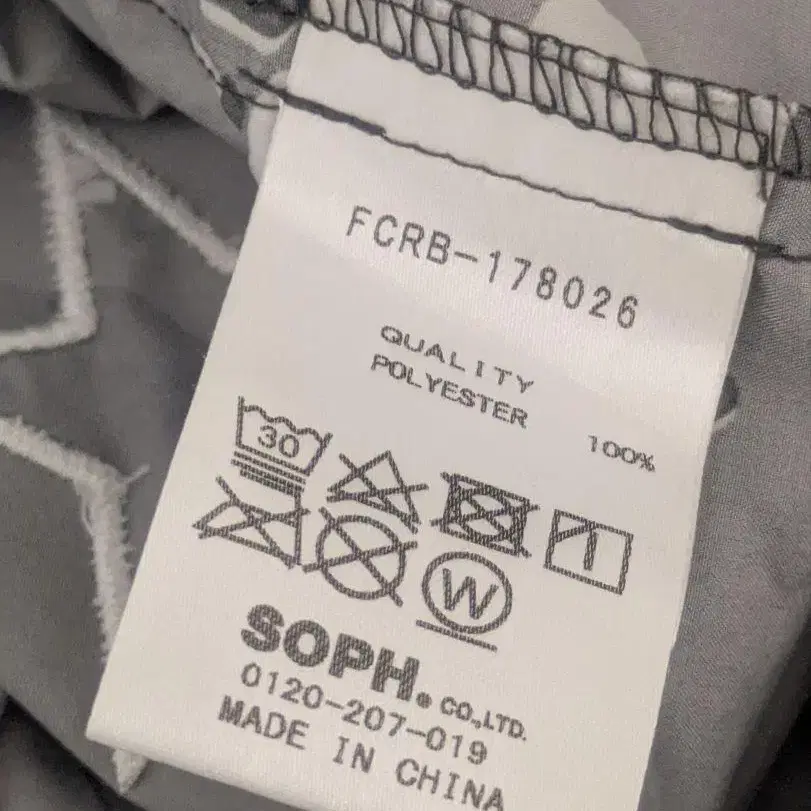 FCRB-178026
QUALITY
POLYESTER 100%
30
W
SOPH. CO.,LTD.
0120-207-019
MADE IN CHINA